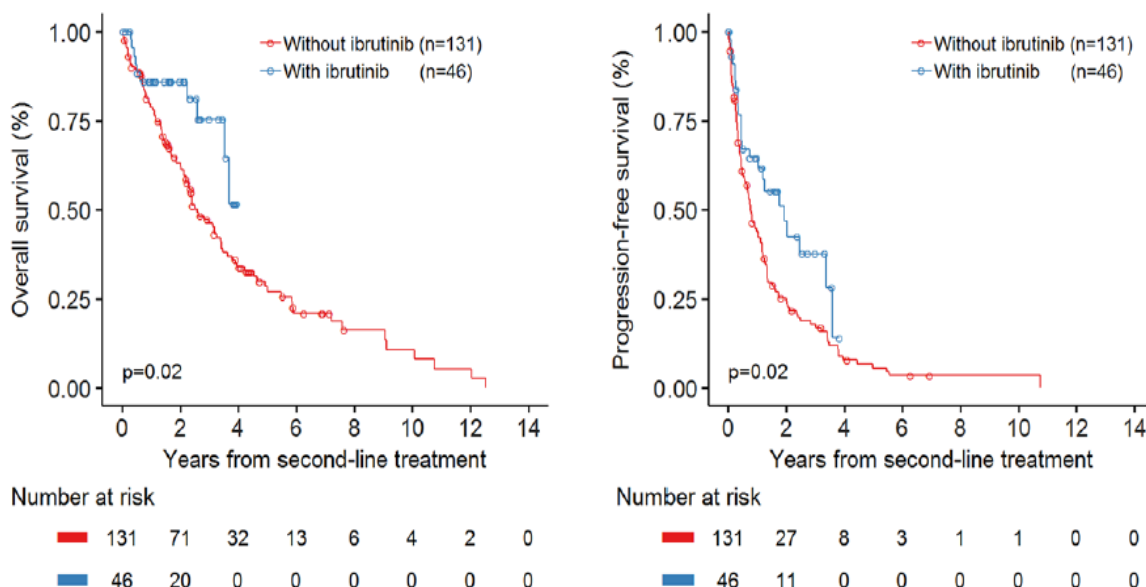 Overall survival (%)
1.00
0.75
0.50
0.25
0.00
Without ibrutinib (n=131)
With ibrutinib (n=46)
p=0.02
0 2 4 6 8 10 12 14
Years from second-line treatment
Number at risk
131 71 32 13 6 4 2 0
46 20 0 0 0 0 0 0
Progression-free survival (%)
1.00
0.75
0.50
0.25
0.00
Without ibrutinib (n=131)
With ibrutinib (n=46)
p=0.02
0 2 4 6 8 10 12 14
Years from second-line treatment
Number at risk
131 27 8 3 1 1 0 0
46 11 0 0 0 0 0 0